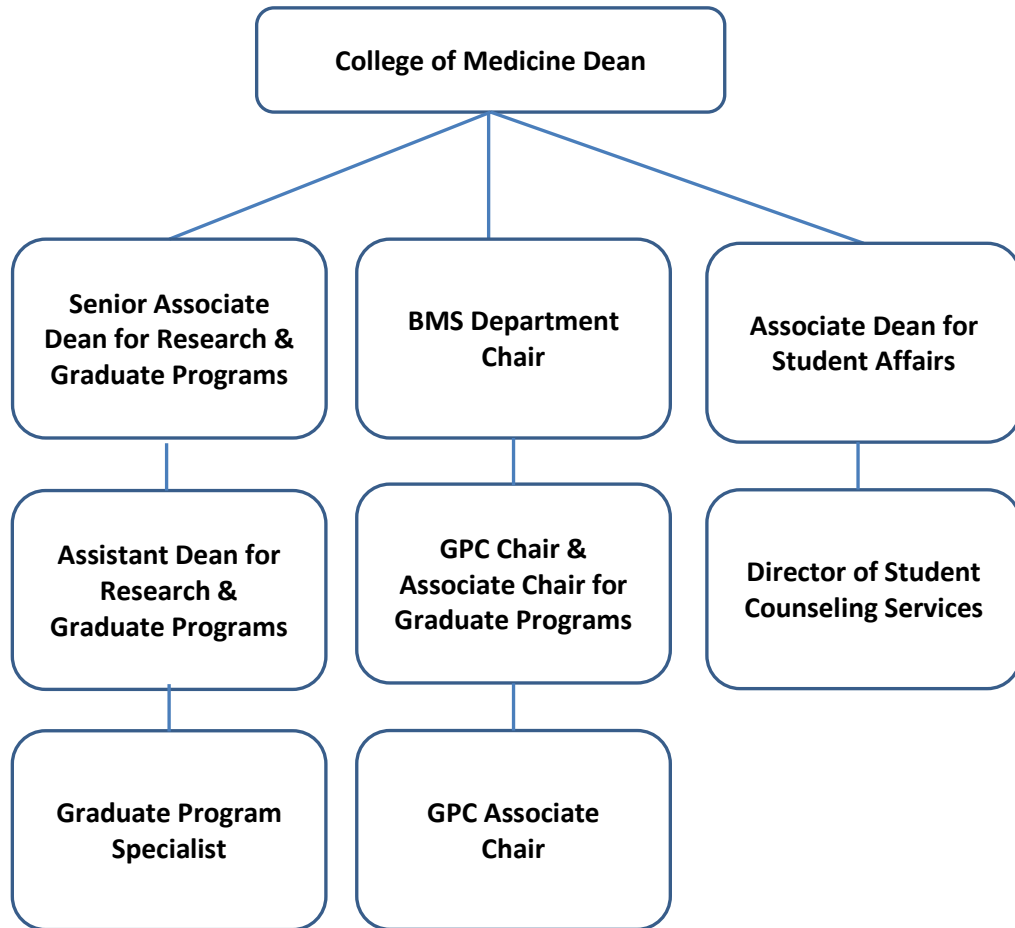 College of Medicine Dean
Senior Associate
Dean for Research &
Graduate Programs
BMS Department
Chair
Associate Dean for
Student Affairs
Assistant Dean for
Research &
Graduate Programs
GPC Chair &
Associate Chair for
Graduate Programs
Director of Student
Counseling Services
Graduate Program
Specialist
GPC Associate
Chair